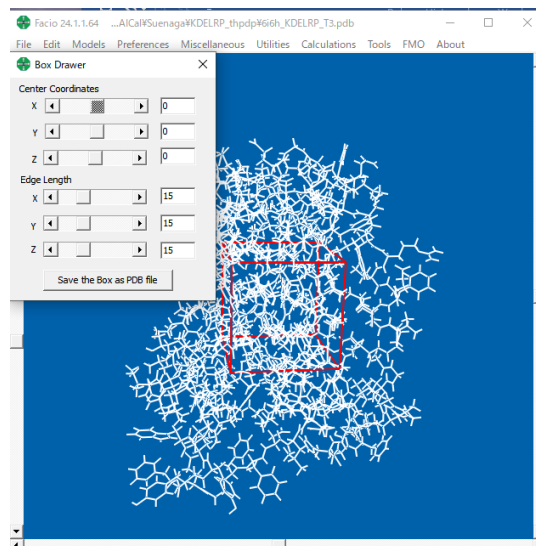 Facio 24.1.1.64 ...AlCal¥Suenaga¥KDELRP_thpdp¥6i6h_KDELRP_T3.pdb
File Edit Models Preferences Miscellaneous Utilities Calculations Tools FMO About
Box Drawer
Center Coordinates
X 0
Y 0
Z 0
Edge Length
X 15
Y 15
Z 15
Save the Box as PDB file